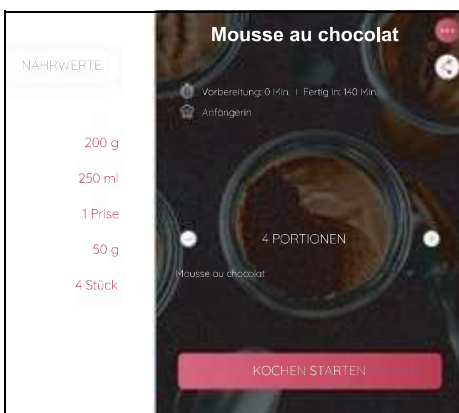 Mousse au chocolat
NÄHRWERTE
Vorbereitung: 0 Min. | Fertig in: 140 Min.
Anfängerin
200 g
250 ml
1 Prise
50 g
4 Stück
4 PORTIONEN
Mousse au chocolat
KOCHEN STARTEN